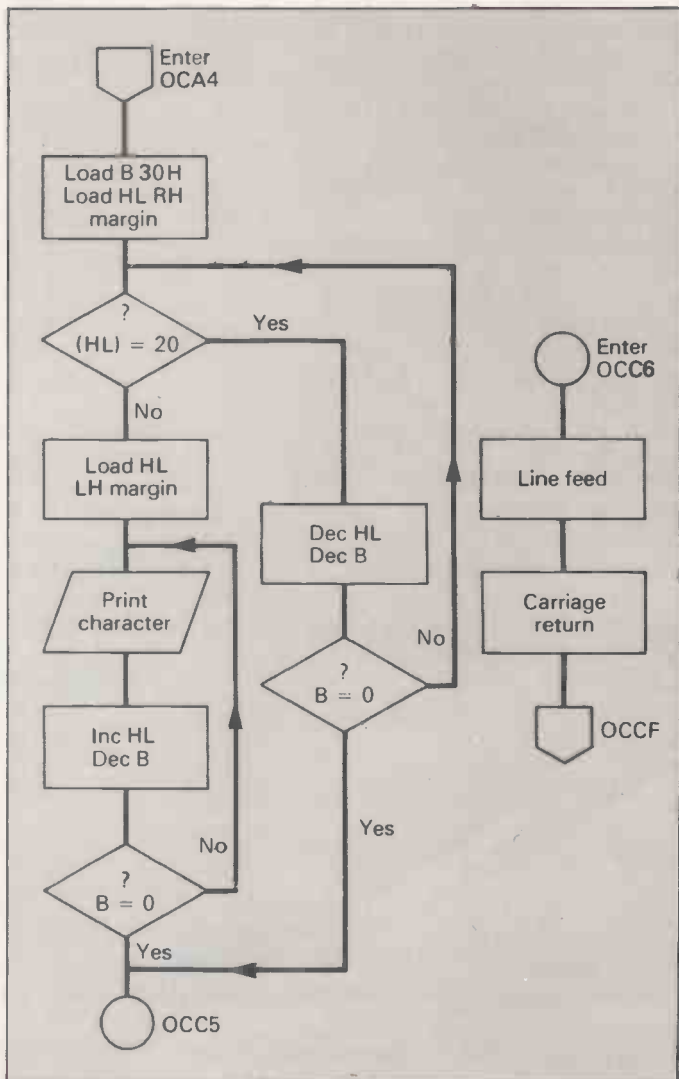 Enter
OCA4
Load B 30H
Load HL RH
margin
?
(HL) = 20
Yes
No
Load HL
LH margin
Print
character
Inc HL
Dec B
No
?
B = 0
Yes
OCC5
Dec HL
Dec B
No
?
B = 0
Yes
Enter
OCC6
Line feed
Carriage
return
OCCF